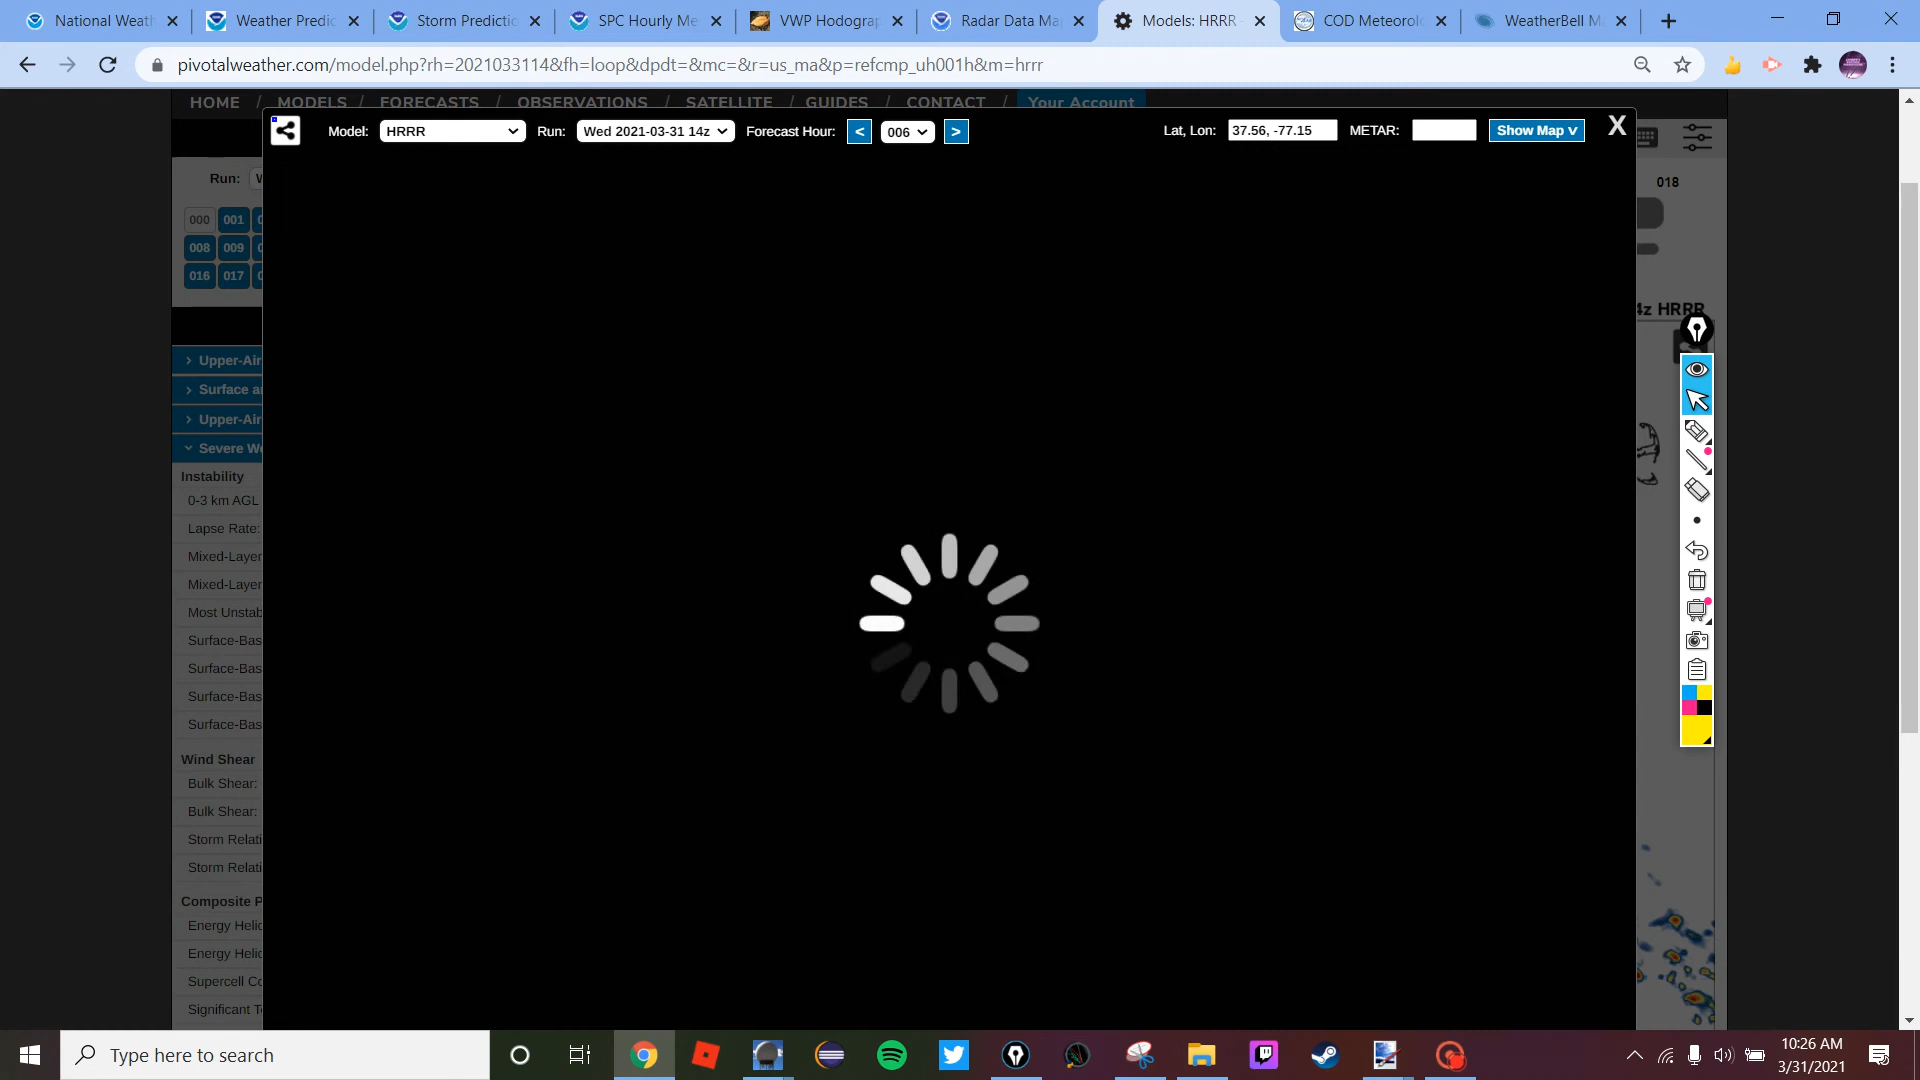 National Weath
Weather Predic
Storm Predictio
SPC Hourly Me
VWP Hodograp
Radar Data Ma
Models: HRRR
COD Meteorolo
WeatherBell M
pivotalweather.com/model.php?rh=2021033114&fh=loop&dpdt=&mc=&r=us_ma&p=refcmp_uh001h&m=hrrr
HOME / MODELS / FORECASTS / OBSERVATIONS / SATELLITE / GUIDES / CONTACT / Your Account
Model: HRRR Run: Wed 2021-03-31 14z Forecast Hour: < 006 > Lat, Lon: 37.56, -77.15 METAR: Show Map v X
Run:
018
000 001
008 009
016 017
4z HRRR
Upper-Air
Surface a
Upper-Air
Severe We
Instability
0-3 km AGL
Lapse Rate:
Mixed-Layer
Mixed-Layer
Most Unstab
Surface-Bas
Surface-Bas
Surface-Bas
Surface-Bas
Wind Shear
Bulk Shear:
Bulk Shear:
Storm Relati
Storm Relati
Composite P
Energy Helic
Energy Helic
Supercell Co
Significant T
Type here to search
10:26 AM
3/31/2021